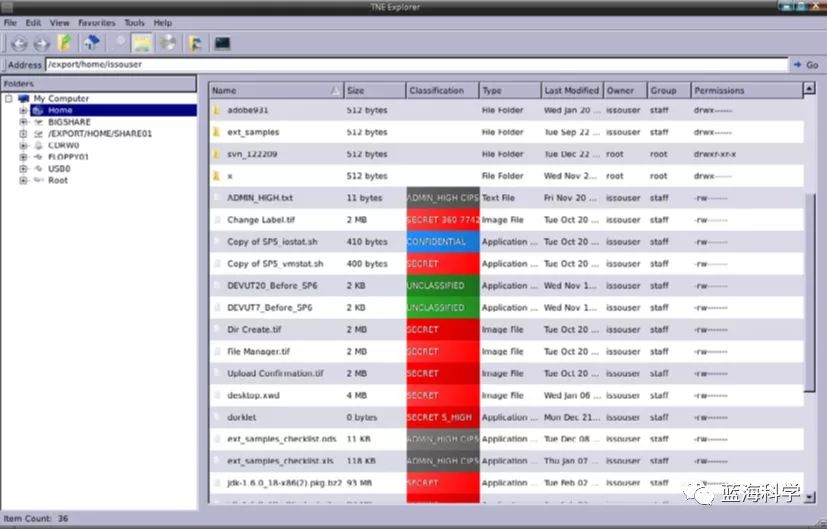 TNE Explorer
File Edit View Favorites Tools Help
Address /export/home/issouser Go
Folders
My Computer
Home
BIGSHARE
/EXPORT/HOME/SHARE01
CDRW0
FLOPPY01
USB0
Root
Name Size Classification Type Last Modified Owner Group Permissions
adobe931 512 bytes File Folder Wed Jan 20 ... issouser staff drwx------
ext_samples 512 bytes File Folder Tue Sep 22 ... issouser staff drwx------
svn_122209 512 bytes File Folder Tue Dec 22 ... root root drwxr-xr-x
x 512 bytes File Folder Wed Nov 2... issouser staff drwx------
ADMIN_HIGH.txt 11 bytes ADMIN_HIGH CIPS Text File Fri Nov 20 ... issouser staff -rw-------
Change Label.tif 2 MB SECRET 360 7742 Image File Tue Oct 20 ... issouser staff -rw-------
Copy of SP5_iostat.sh 410 bytes CONFIDENTIAL Application ... Wed Nov 1... issouser staff -rw-------
Copy of SP5_vmstat.sh 400 bytes SECRET Application ... Wed Nov 1... issouser staff -rw-------
DEVUT20_Before_SP6 2 KB UNCLASSIFIED Application ... Wed Nov 1... issouser staff -rw-------
DEVUT7_Before_SP6 2 KB UNCLASSIFIED Application ... Wed Nov 1... issouser staff -rw-------
Dir Create.tif 2 MB SECRET Image File Tue Oct 20 ... issouser staff -rw-------
File Manager.tif 2 MB SECRET Image File Tue Oct 20 ... issouser staff -rw-------
Upload Confirmation.tif 2 MB SECRET Image File Tue Oct 20 ... issouser staff -rw-------
desktop.xwd 4 MB SECRET Image File Wed Jan 06 ... issouser staff -rw-------
dorklet 0 bytes SECRET S_HIGH Application ... Mon Dec 21... issouser staff -rw-------
ext_samples_checklist.ods 11 KB ADMIN_HIGH CIPS Application ... Tue Dec 08 ... issouser staff -rw-------
ext_samples_checklist.xls 118 KB ADMIN_HIGH CIPS Application ... Thu Jan 07 ... issouser staff -rw-------
jdk-1.6.0_18-x86(2).pkg.bz2 93 MB SECRET Application ... Tue Feb 02 ... issouser staff -rw-------
蓝海科学
Item Count: 36